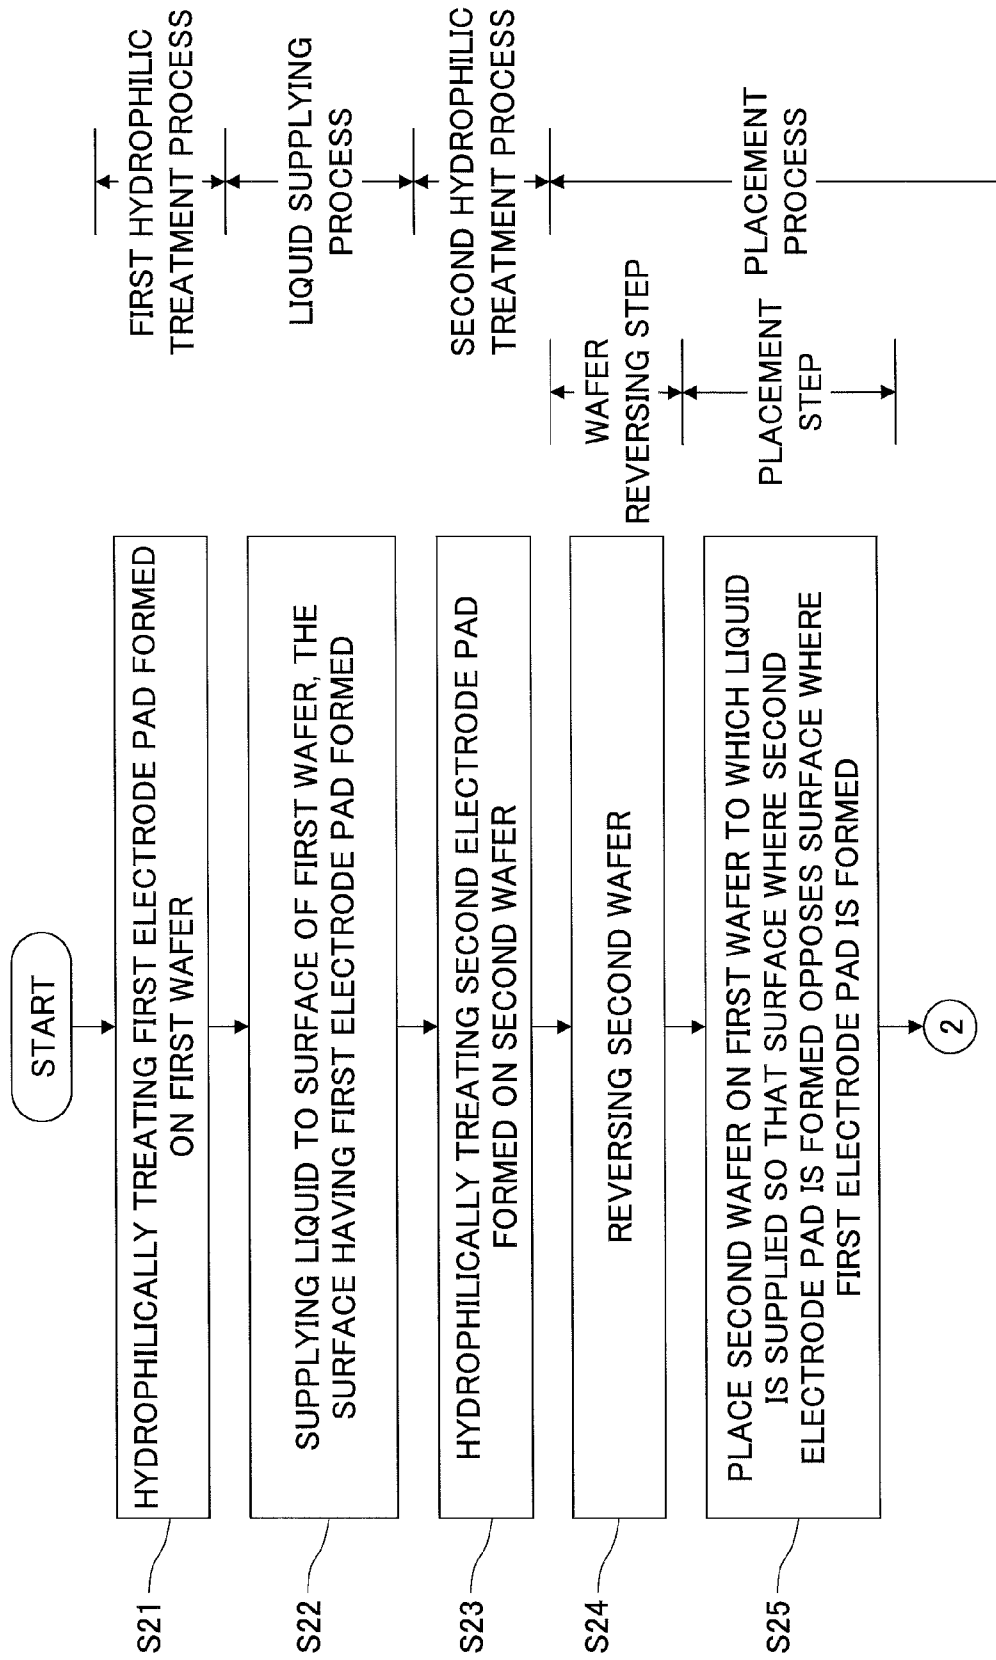 START
S21
HYDROPHILICALLY TREATING FIRST ELECTRODE PAD FORMED
ON FIRST WAFER
FIRST HYDROPHILIC
TREATMENT PROCESS
S22
SUPPLYING LIQUID TO SURFACE OF FIRST WAFER, THE
SURFACE HAVING FIRST ELECTRODE PAD FORMED
LIQUID SUPPLYING
PROCESS
S23
HYDROPHILICALLY TREATING SECOND ELECTRODE PAD
FORMED ON SECOND WAFER
SECOND HYDROPHILIC
TREATMENT PROCESS
S24
REVERSING SECOND WAFER
WAFER
REVERSING STEP
S25
PLACE SECOND WAFER ON FIRST WAFER TO WHICH LIQUID
IS SUPPLIED SO THAT SURFACE WHERE SECOND
ELECTRODE PAD IS FORMED OPPOSES SURFACE WHERE
FIRST ELECTRODE PAD IS FORMED
PLACEMENT
STEP
PLACEMENT
PROCESS
2